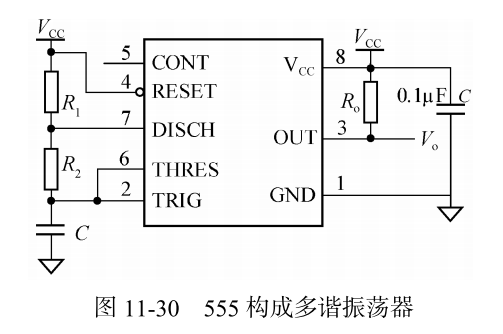 V_CC
V_CC
5 CONT
V_CC 8
4 RESET
R_1
R_o
0.1μF C
7 DISCH
OUT 3
V_o
R_2
6 THRES
2 TRIG
GND 1
C
图 11-30 555 构成多谐振荡器